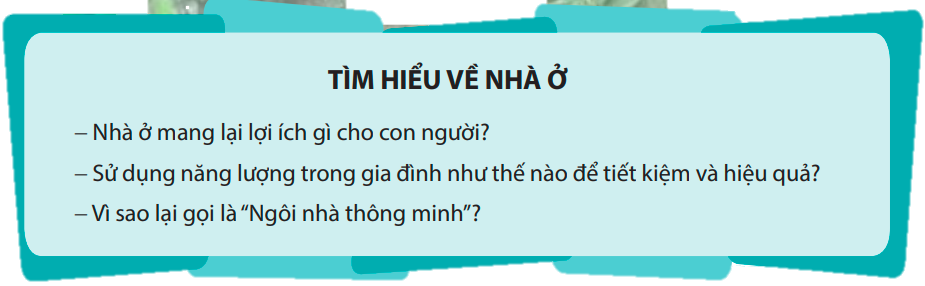 TÌM HIỂU VỀ NHÀ Ở
– Nhà ở mang lại lợi ích gì cho con người?
– Sử dụng năng lượng trong gia đình như thế nào để tiết kiệm và hiệu quả?
– Vì sao lại gọi là “Ngôi nhà thông minh”?